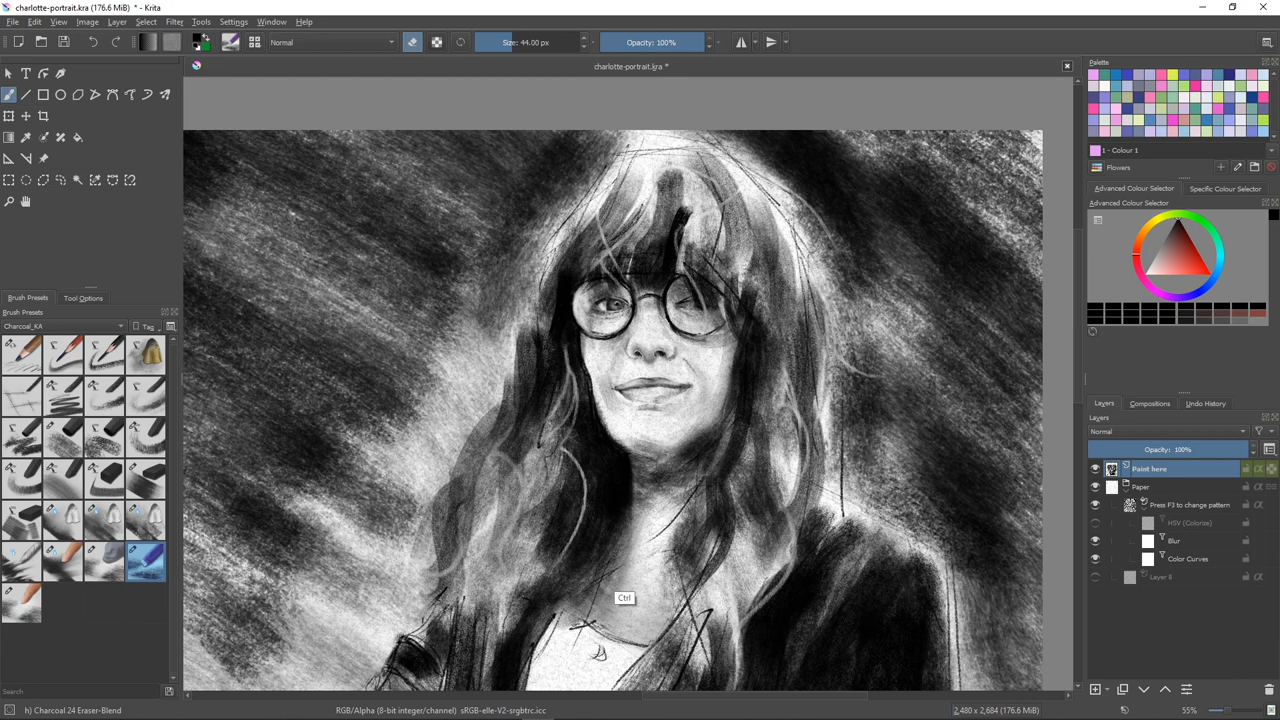 charlotte-portrait.kra (176.6 MiB) * - Krita
File Edit View Image Layer Select Filter Tools Settings Window Help
Normal Size: 44.00 px Opacity: 100%
charlotte-portrait.kra *
Palette
1 - Colour 1
Flowers
Advanced Colour Selector Specific Colour Selector
Advanced Colour Selector
Brush Presets Tool Options
Brush Presets
Charcoal_KA Tag
Ctrl
Layers Compositions Undo History
Layers
Normal
Opacity: 100%
Paint here
Paper
Press F3 to change pattern
HSV (Colorize)
Blur
Color Curves
Layer 8
Search
h) Charcoal 24 Eraser-Blend RGB/Alpha (8-bit integer/channel) sRGB-elle-V2-srgbtrc.icc 2,480 x 2,684 (176.6 MiB) 55%